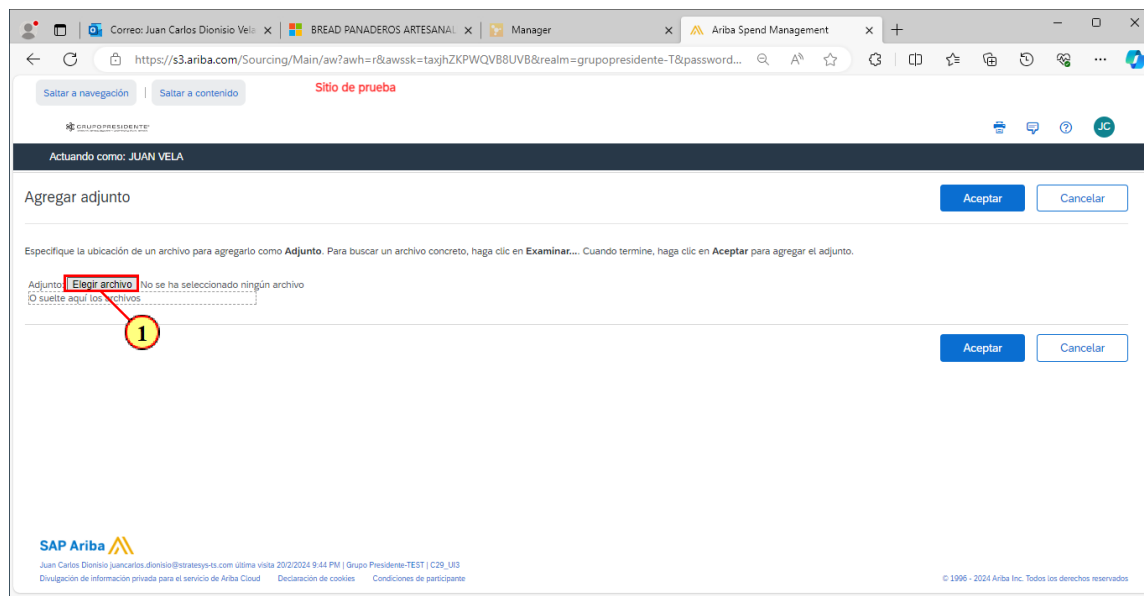 Correo: Juan Carlos Dionisio Vela
BREAD PANADEROS ARTESANAL
Manager
Ariba Spend Management
https://s3.ariba.com/Sourcing/Main/aw?awh=r&awssk=taxjhZKPWQVB8UVB&realm=grupopresidente-T&password...
Saltar a navegación | Saltar a contenido
Sitio de prueba
GRUPOPRESIDENTE
JC
Actuando como: JUAN VELA
Agregar adjunto
Aceptar
Cancelar
Especifique la ubicación de un archivo para agregarlo como Adjunto. Para buscar un archivo concreto, haga clic en Examinar.... Cuando termine, haga clic en Aceptar para agregar el adjunto.
Adjunto: Elegir archivo No se ha seleccionado ningún archivo
O suelte aquí los archivos
1
Aceptar
Cancelar
SAP Ariba
Juan Carlos Dionisio juancarlos.dionisio@stratesys-ts.com última visita 20/2/2024 9:44 PM | Grupo Presidente-TEST | C29_UI3
Divulgación de información privada para el servicio de Ariba Cloud Declaración de cookies Condiciones de participante
© 1996 - 2024 Ariba Inc. Todos los derechos reservados